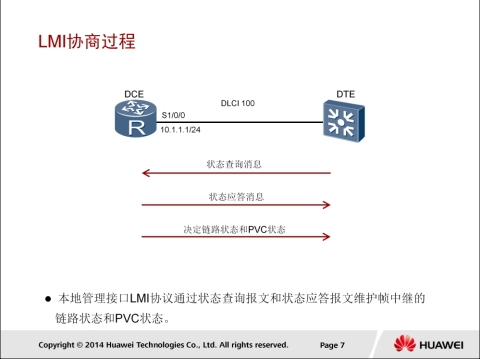 LMI协商过程
DCE
DTE
DLCI 100
S1/0/0
R
10.1.1.1/24
状态查询消息
状态应答消息
决定链路状态和PVC状态
● 本地管理接口LMI协议通过状态查询报文和状态应答报文维护帧中继的
链路状态和PVC状态。
Copyright © 2014 Huawei Technologies Co., Ltd. All rights reserved.
Page 7
HUAWEI